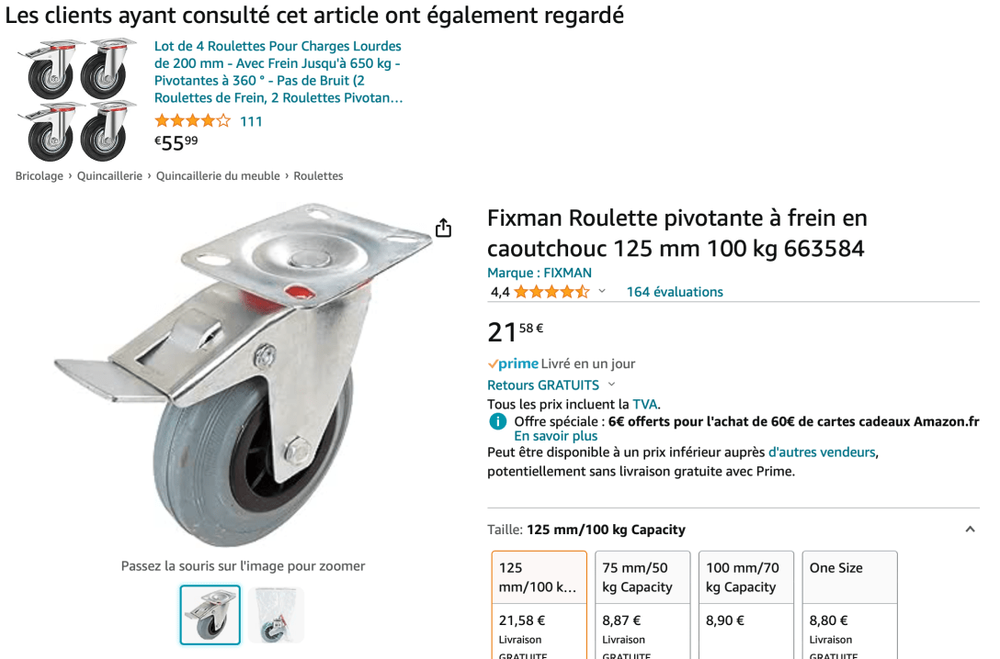 Les clients ayant consulté cet article ont également regardé
Lot de 4 Roulettes Pour Charges Lourdes
de 200 mm - Avec Frein Jusqu'à 650 kg -
Pivotantes à 360 ° - Pas de Bruit (2
Roulettes de Frein, 2 Roulettes Pivotan…
111
€55⁹⁹
Bricolage › Quincaillerie › Quincaillerie du meuble › Roulettes
Fixman Roulette pivotante à frein en
caoutchouc 125 mm 100 kg 663584
Marque : FIXMAN
4,4 164 évaluations
21⁵⁸ €
prime Livré en un jour
Retours GRATUITS
Tous les prix incluent la TVA.
i Offre spéciale : 6€ offerts pour l'achat de 60€ de cartes cadeaux Amazon.fr
En savoir plus
Peut être disponible à un prix inférieur auprès d'autres vendeurs,
potentiellement sans livraison gratuite avec Prime.
Taille: 125 mm/100 kg Capacity
Passez la souris sur l'image pour zoomer
125
mm/100 k…
21,58 €
Livraison
GRATUITE
75 mm/50
kg Capacity
8,87 €
Livraison
GRATUITE
100 mm/70
kg Capacity
8,90 €
One Size
8,80 €
Livraison
GRATUITE